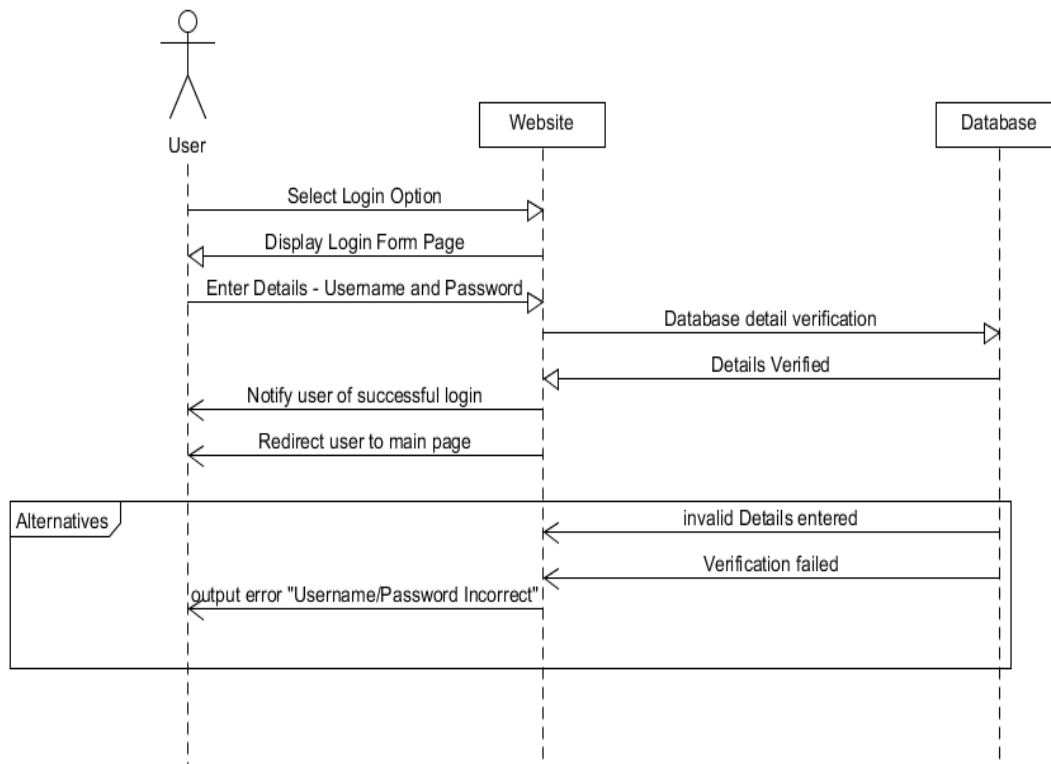 User
Website
Database
Select Login Option
Display Login Form Page
Enter Details - Username and Password
Database detail verification
Details Verified
Notify user of successful login
Redirect user to main page
Alternatives
invalid Details entered
Verification failed
output error "Username/Password Incorrect"